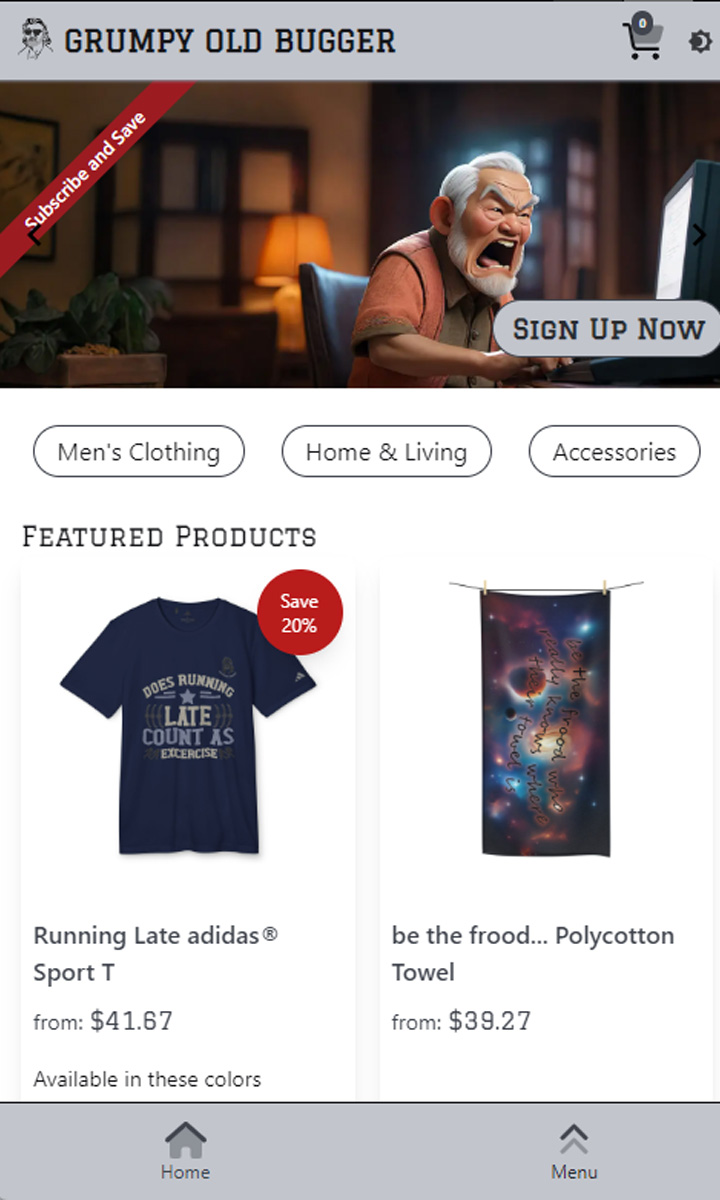 GRUMPY OLD BUGGER
0
Subscribe and Save
SIGN UP NOW
Men's Clothing
Home & Living
Accessories
FEATURED PRODUCTS
Save
20%
DOES RUNNING
LATE
COUNT AS
EXCERCISE
be the frood who
really knows where
their towel is
Running Late adidas®
Sport T
be the frood... Polycotton
Towel
from: $41.67
from: $39.27
Available in these colors
Home
Menu